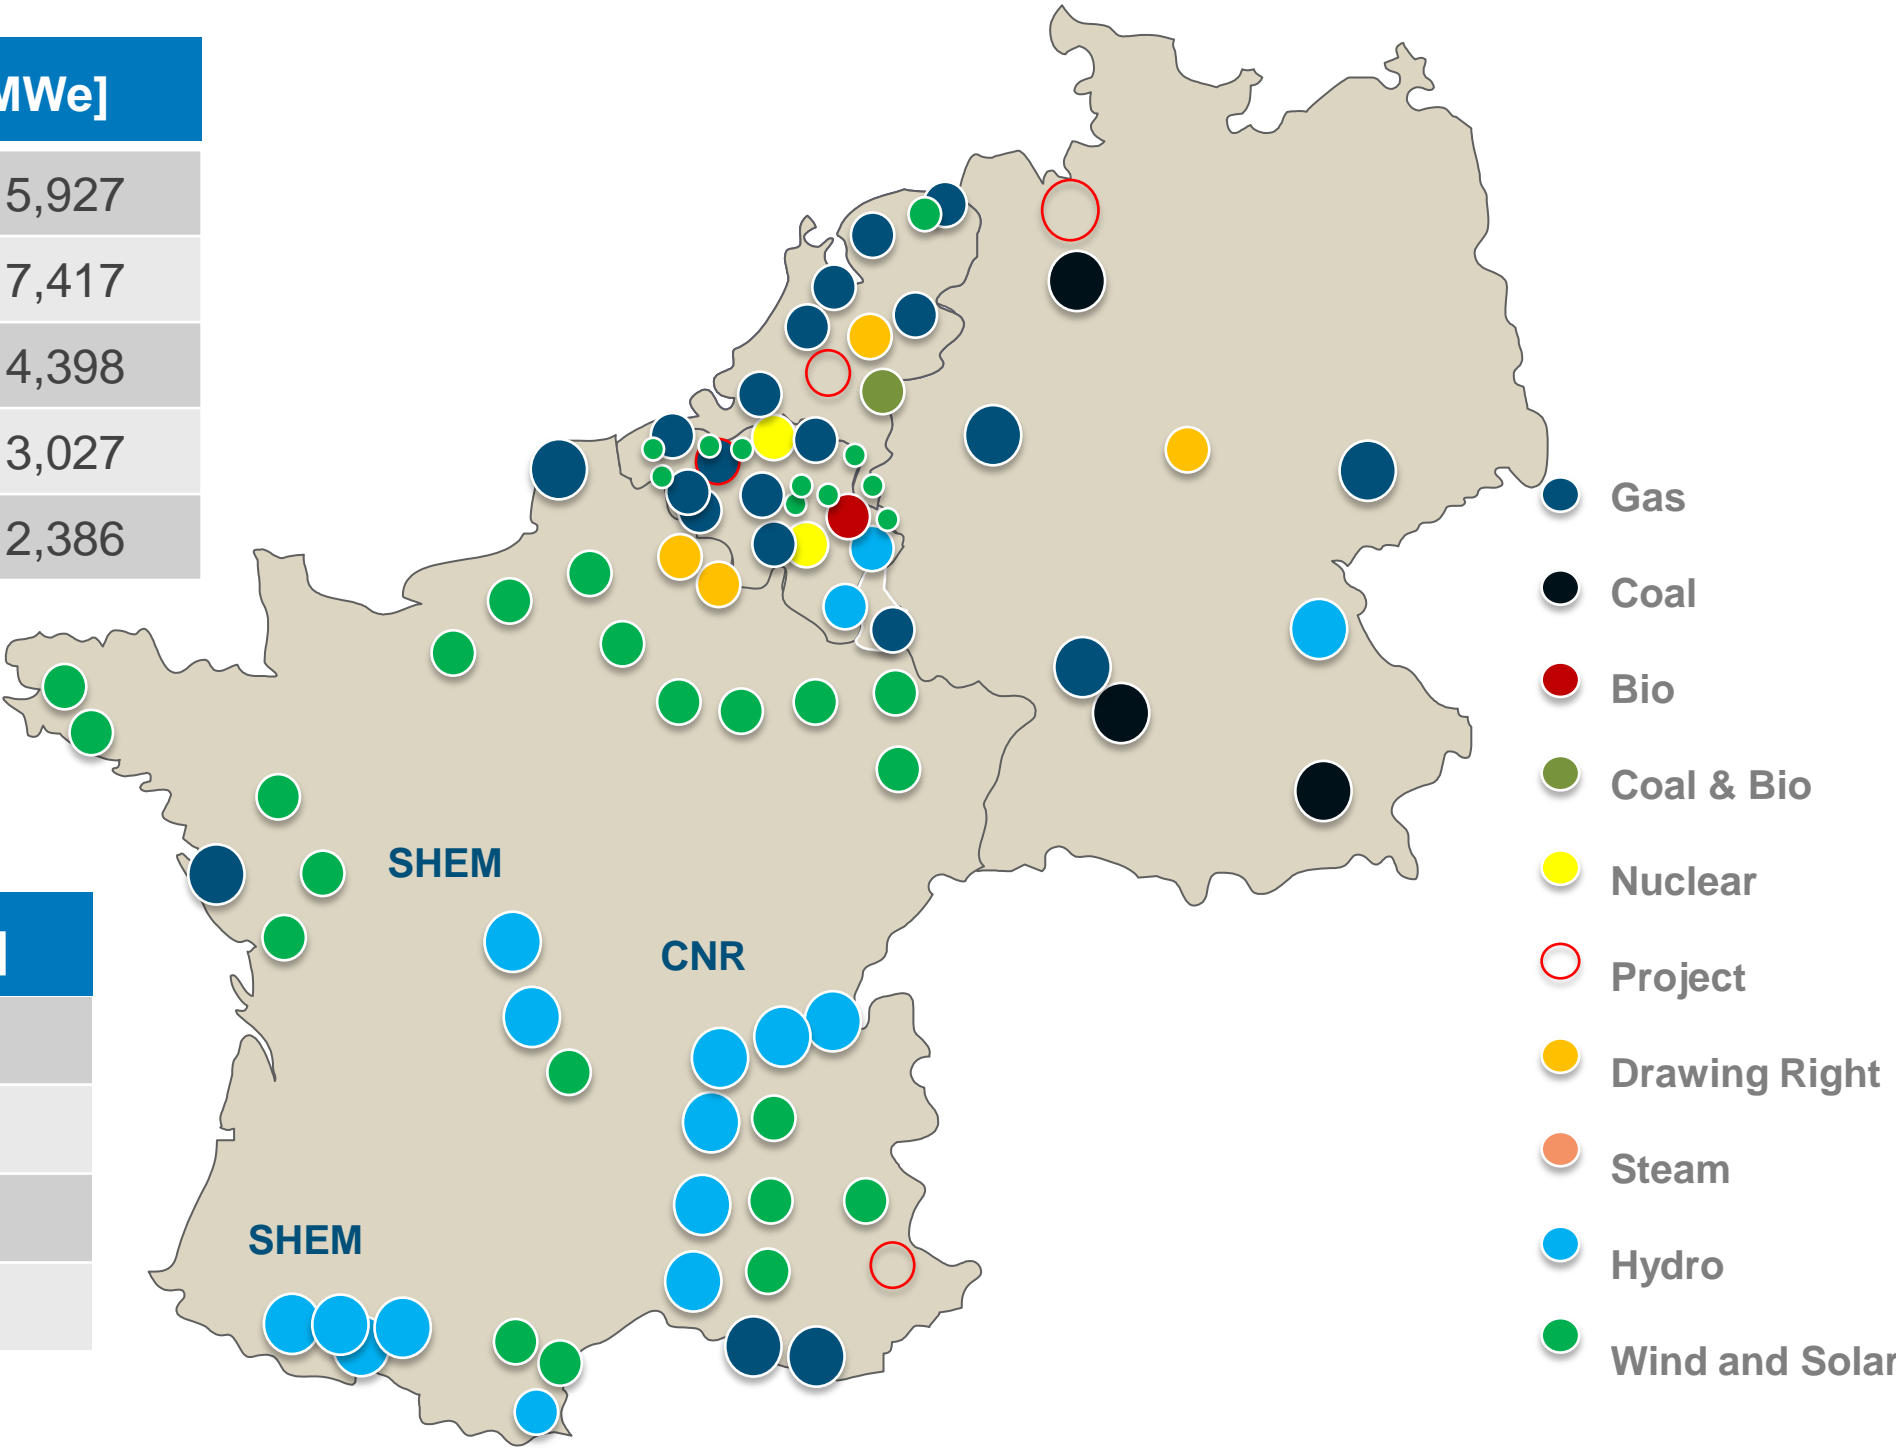 MWe]
5,927
7,417
4,398
3,027
2,386
]
SHEM
CNR
SHEM
Gas
Coal
Bio
Coal & Bio
Nuclear
Project
Drawing Right
Steam
Hydro
Wind and Solar